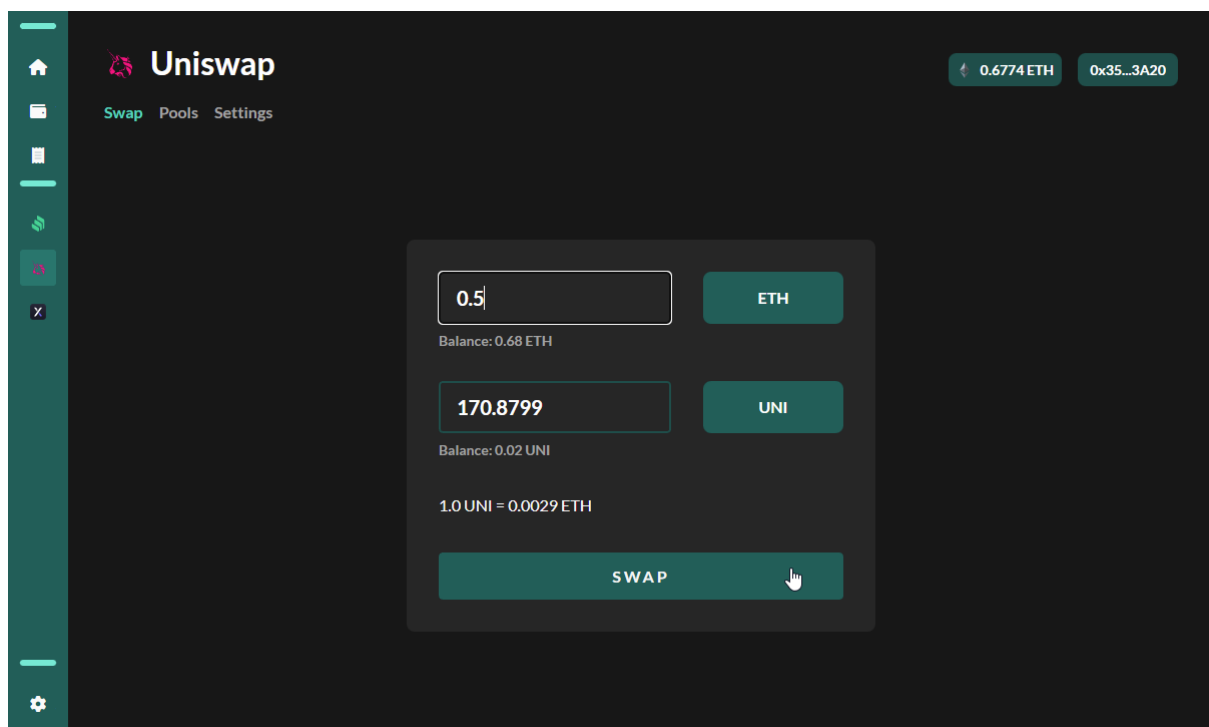 Uniswap
0.6774 ETH
0x35...3A20
Swap Pools Settings
0.5
ETH
Balance: 0.68 ETH
170.8799
UNI
Balance: 0.02 UNI
1.0 UNI = 0.0029 ETH
SWAP